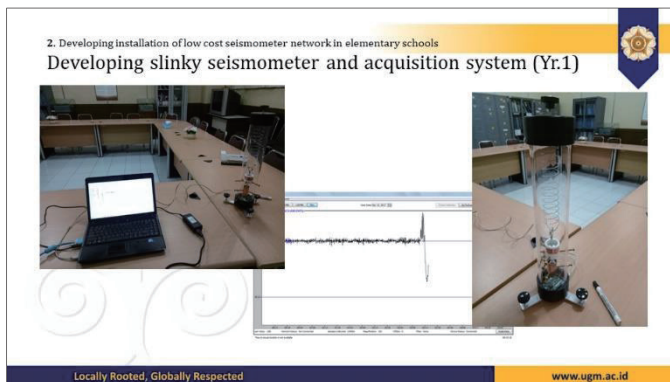 2. Developing installation of low cost seismometer network in elementary schools
Developing slinky seismometer and acquisition system (Yr.1)
Locally Rooted, Globally Respected
www.ugm.ac.id